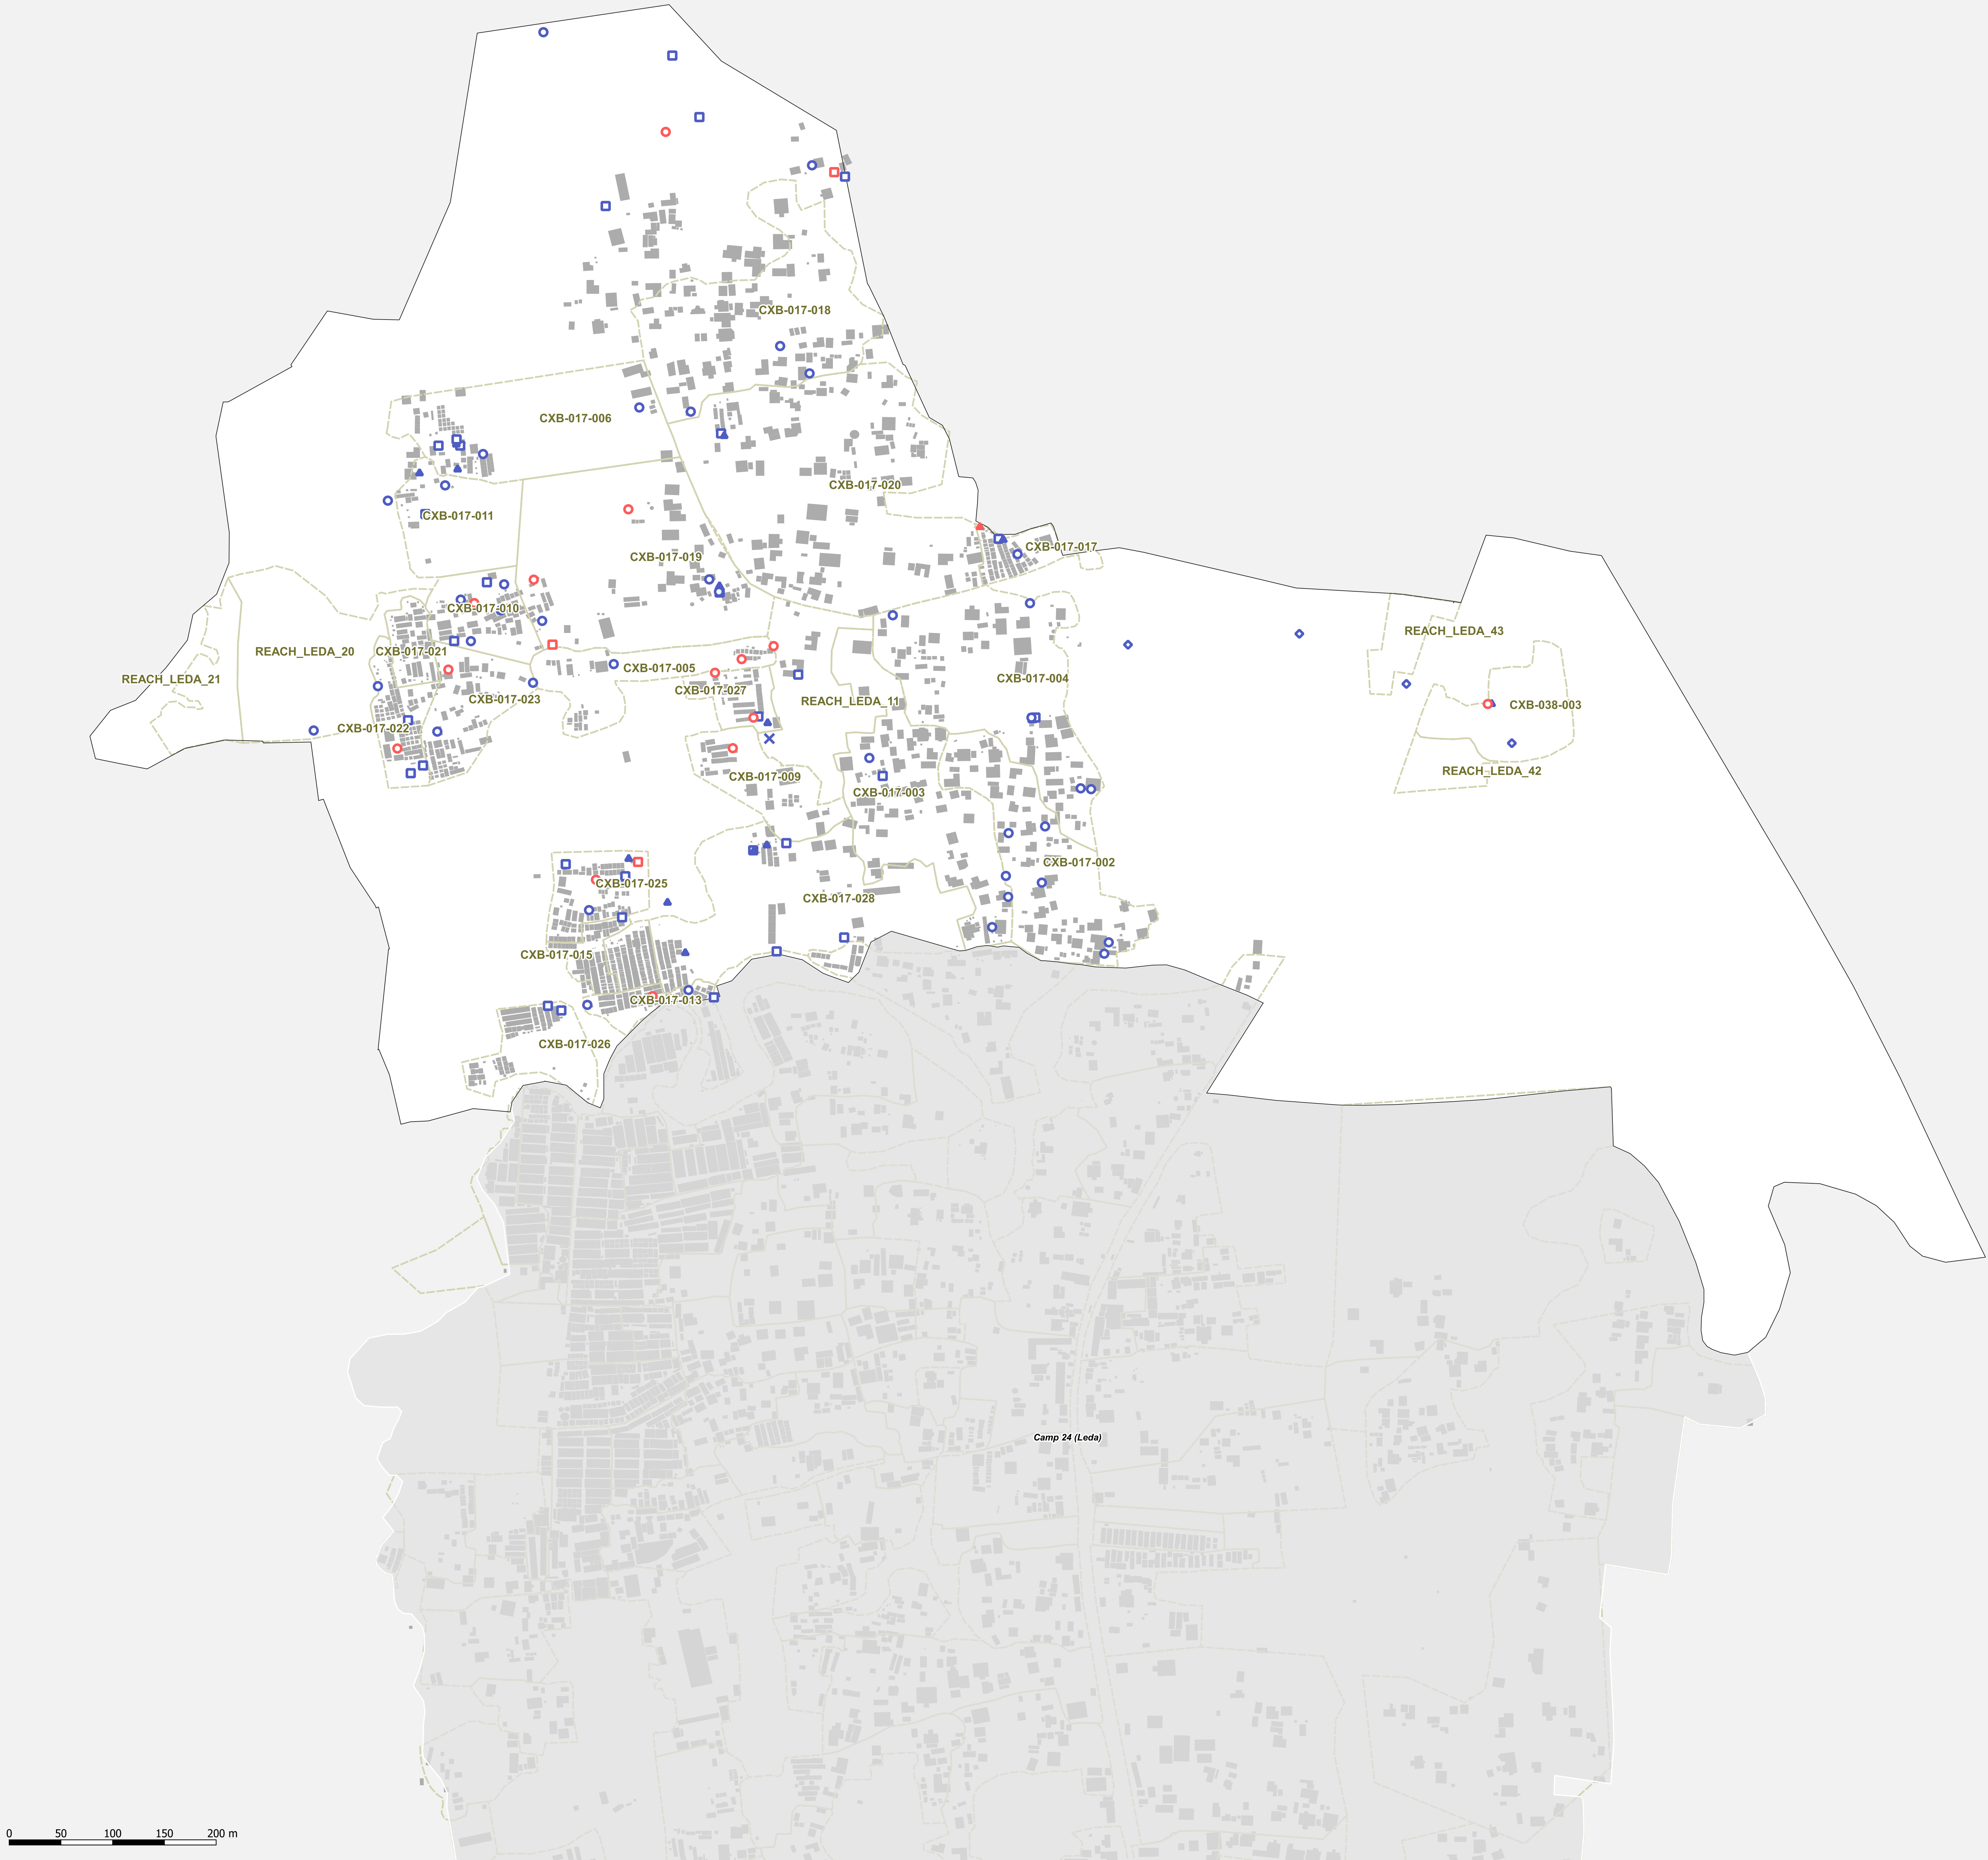 CXB-017-018
CXB-017-006
CXB-017-020
CXB-017-011
CXB-017-017
CXB-017-019
CXB-017-010
REACH_LEDA_43
REACH_LEDA_20
CXB-017-021
CXB-017-005
REACH_LEDA_21
CXB-017-004
CXB-017-027
CXB-017-023
REACH_LEDA_11
CXB-038-003
CXB-017-022
REACH_LEDA_42
CXB-017-009
CXB-017-003
CXB-017-002
CXB-017-025
CXB-017-028
CXB-017-015
CXB-017-013
CXB-017-026
Camp 24 (Leda)
0 50 100 150 200 m